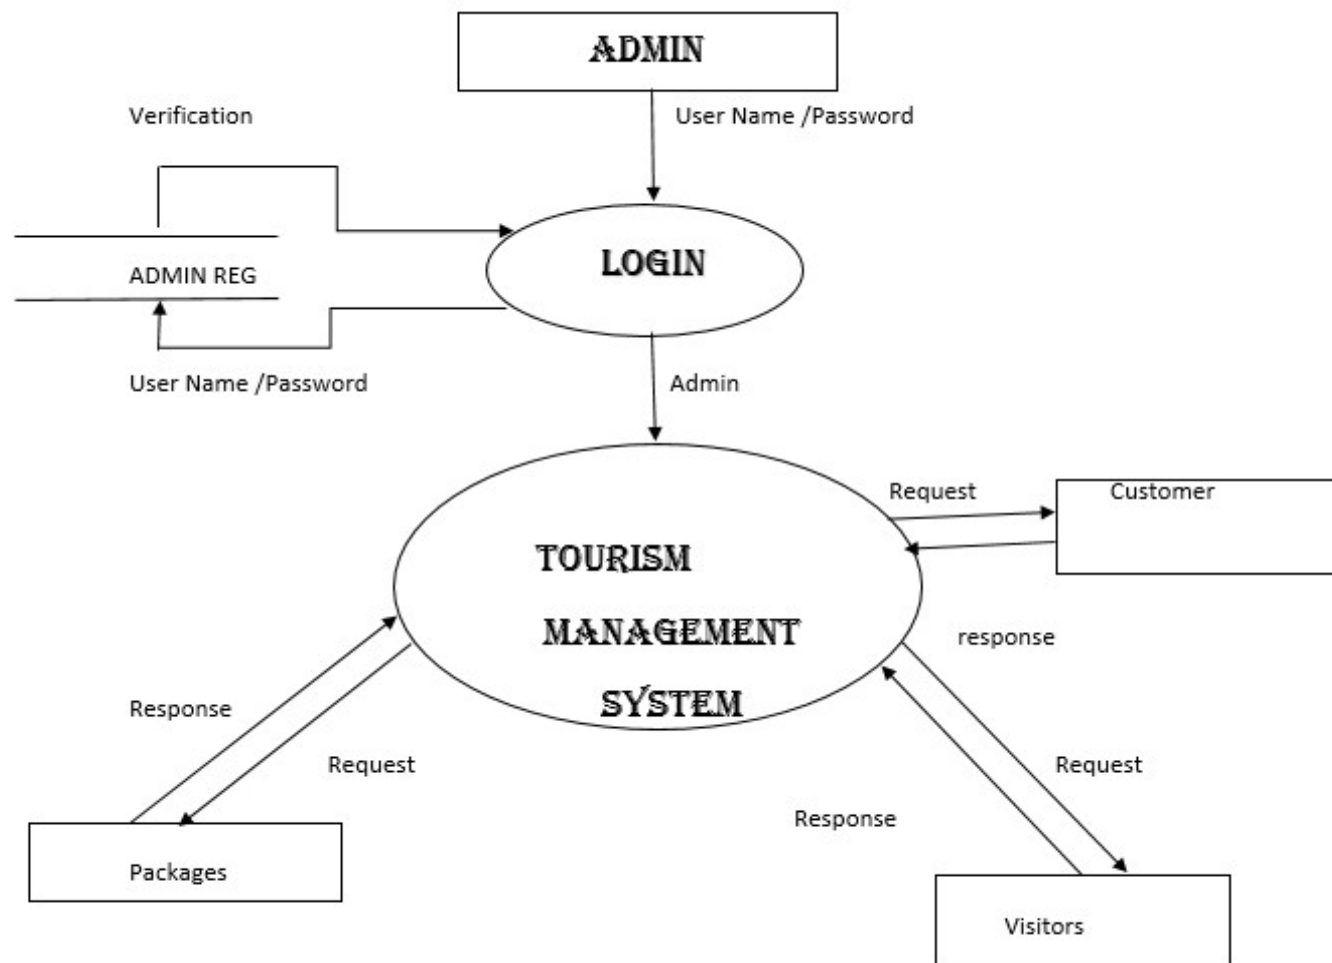 ADMIN
Verification
User Name /Password
LOGIN
ADMIN REG
User Name /Password
Admin
Request
Customer
TOURISM
MANAGEMENT
response
SYSTEM
Response
Request
Request
Response
Packages
Visitors